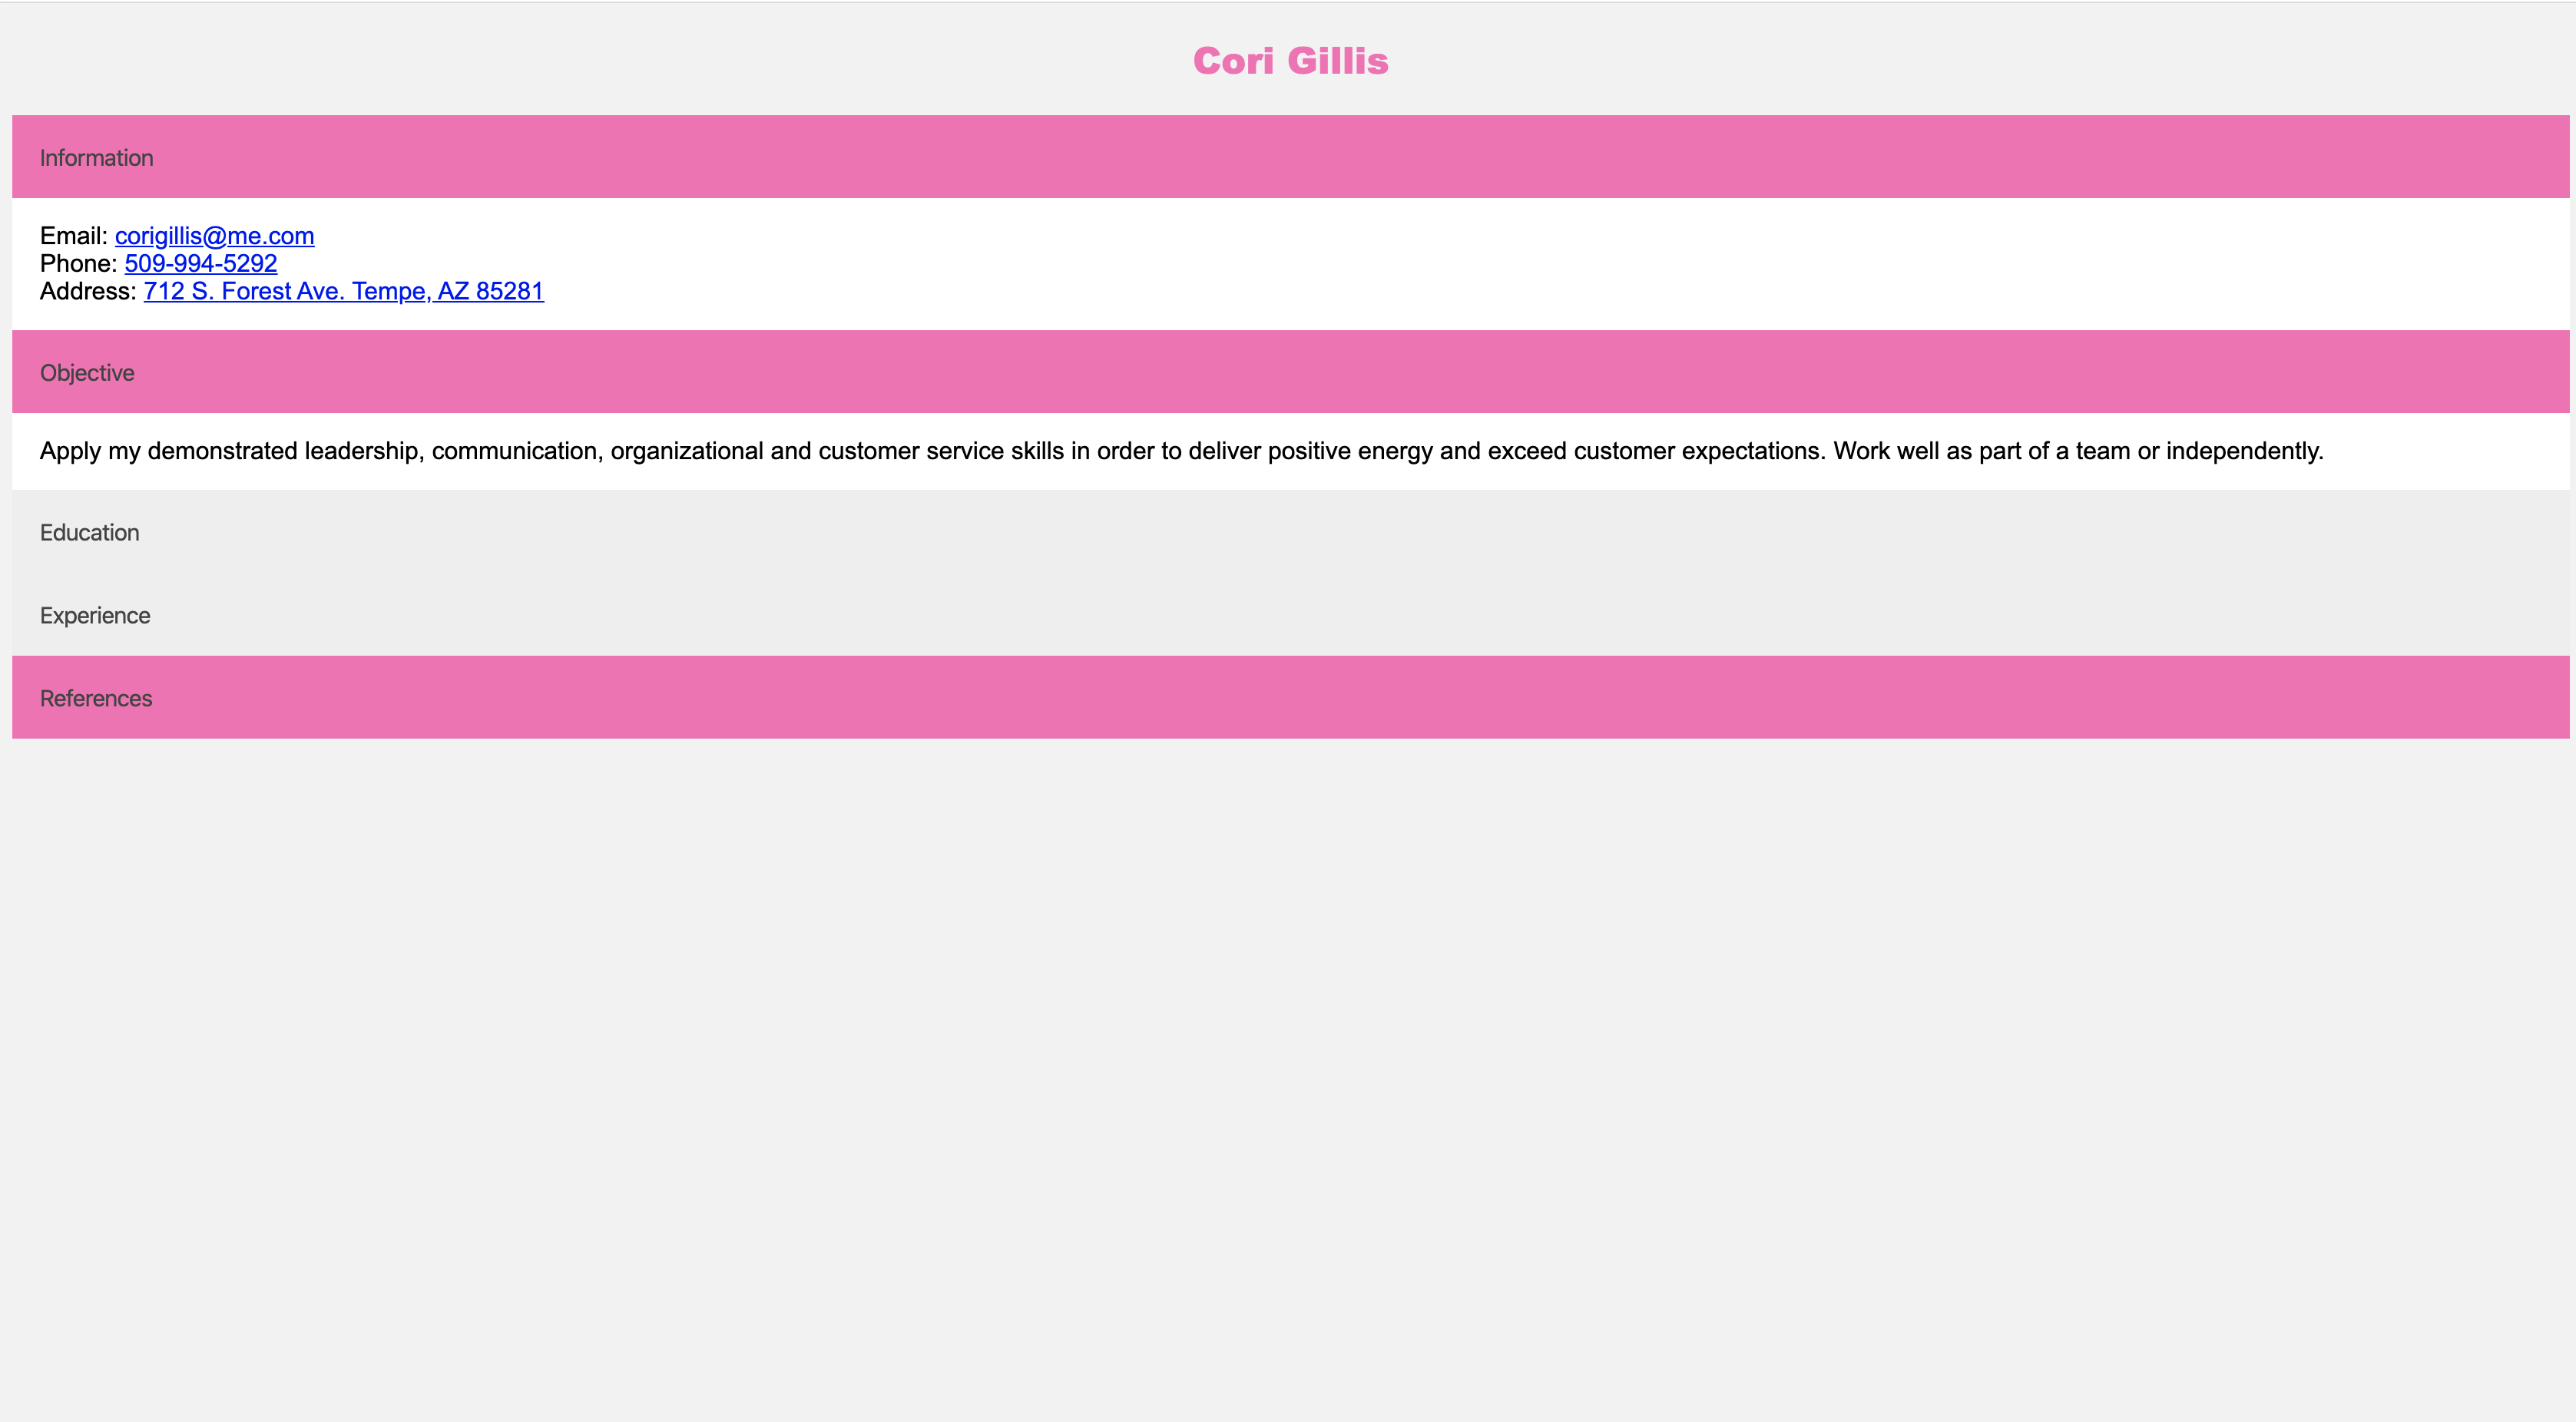 Cori Gillis
Information
Email: corigillis@me.com
Phone: 509-994-5292
Address: 712 S. Forest Ave. Tempe, AZ 85281
Objective
Apply my demonstrated leadership, communication, organizational and customer service skills in order to deliver positive energy and exceed customer expectations. Work well as part of a team or independently.
Education
Experience
References